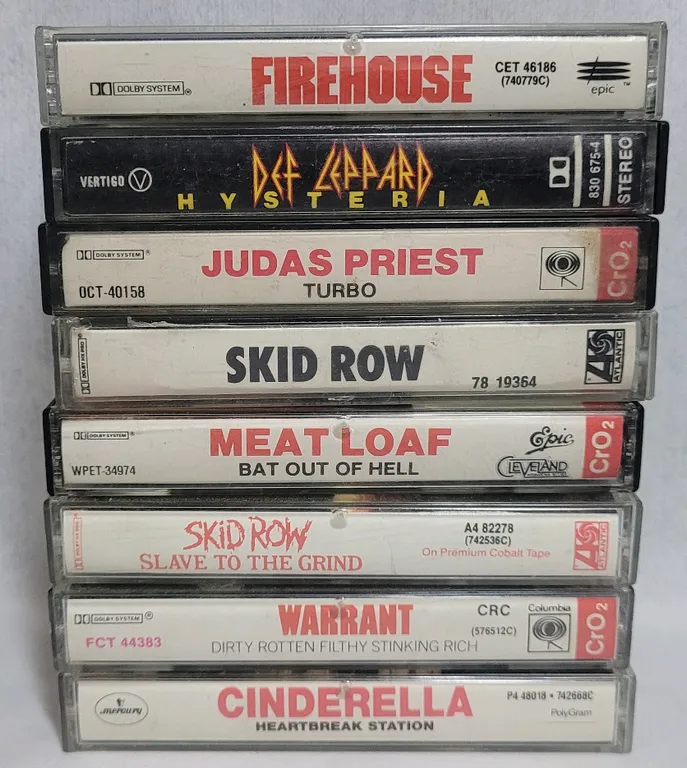 DOLBY SYSTEM®
FIREHOUSE
CET 46186
(740779C)
epic™
VERTIGO V
DEF LEPPARD
HYSTERIA
830 675-4
STEREO
DOLBY SYSTEM®
OCT-40158
JUDAS PRIEST
TURBO
CrO2
SKID ROW
78 19364
ATLANTIC
DOLBY SYSTEM
WPET-34974
MEAT LOAF
BAT OUT OF HELL
Epic
CLEVELAND
CrO2
SKID ROW
SLAVE TO THE GRIND
A4 82278
(742536C)
On Premium Cobalt Tape
ATLANTIC
DOLBY SYSTEM®
FCT 44383
WARRANT
DIRTY ROTTEN FILTHY STINKING RICH
CRC
(576512C)
Columbia
CrO2
mercury
CINDERELLA
HEARTBREAK STATION
P4 48018 • 742668C
PolyGram